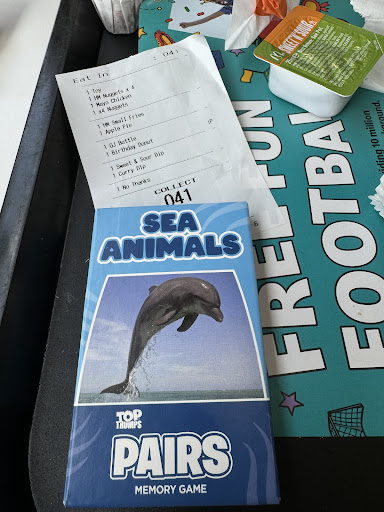 Eat In
041
1 Toy
1 HM Nuggets x 4
1 Mayo Chicken
1 x4 Nuggets
1 HM Small Fries
1 Apple Pie
1 OJ Bottle
1 Birthday Donut
1 Sweet & Sour Dip
1 Curry Dip
1 No Thanks
COLLECT
041
SEA
ANIMALS
TOP
TRUMPS
PAIRS
MEMORY GAME
FREE FUN
FOOTBALL